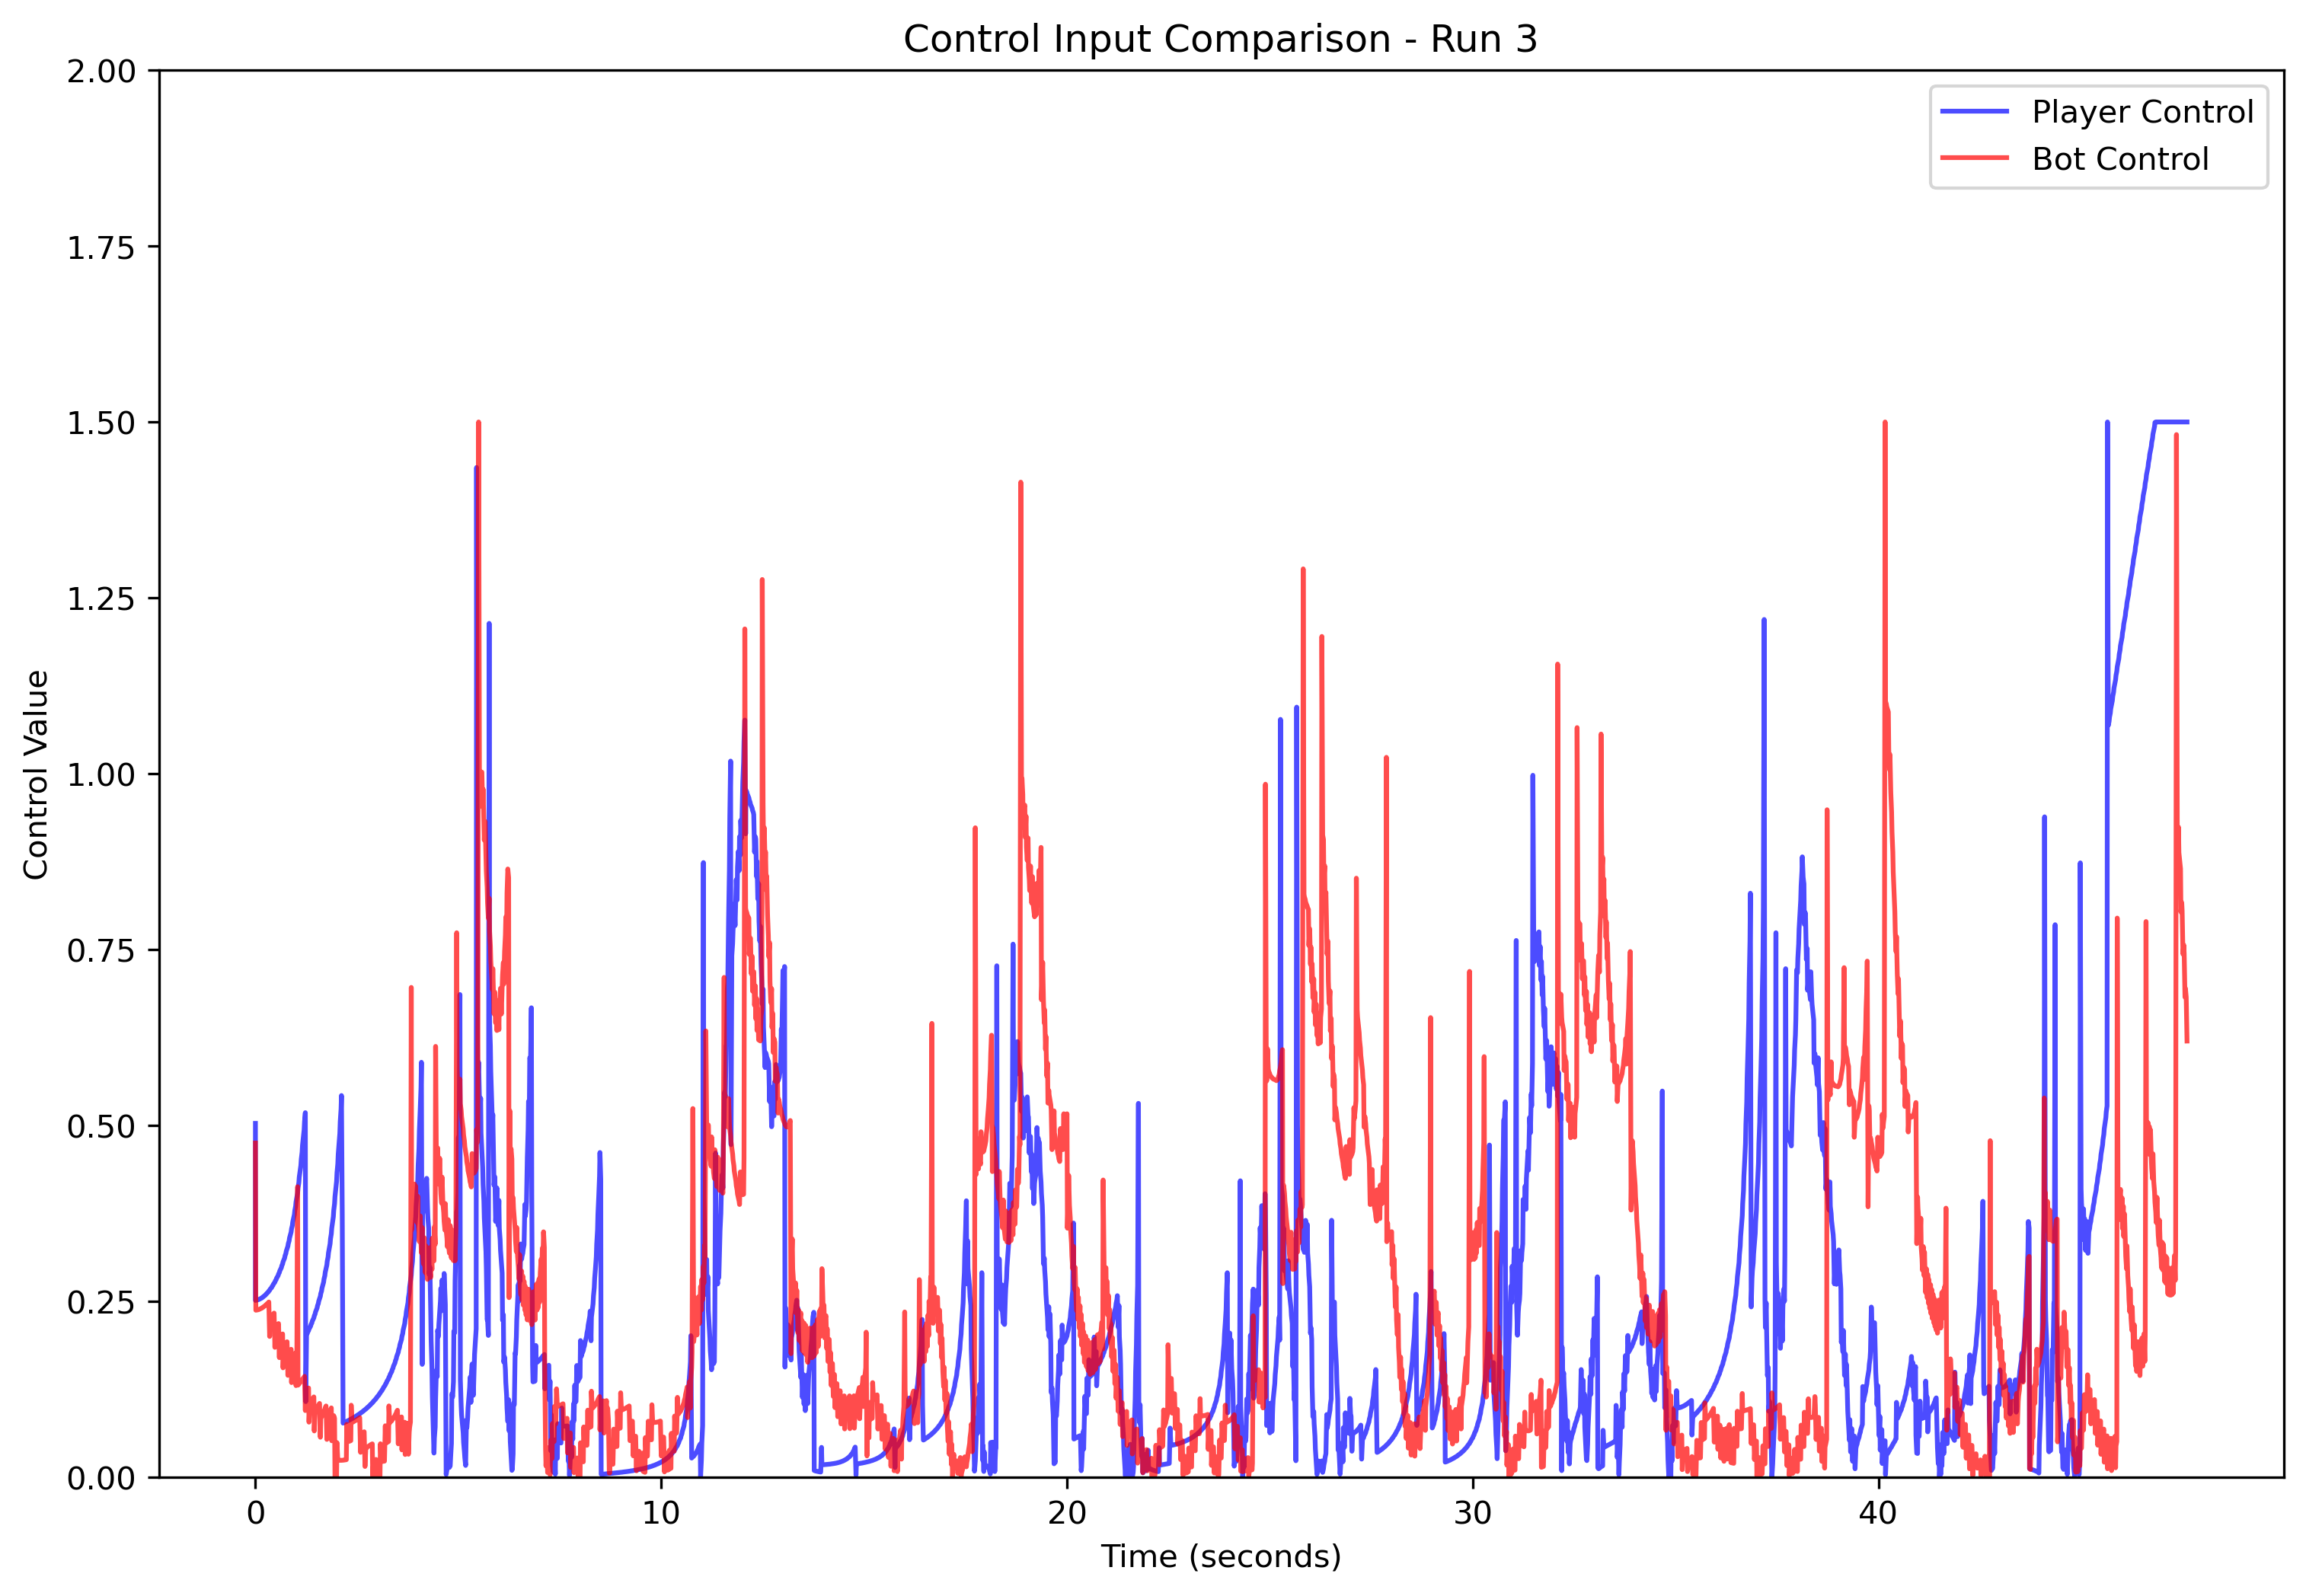 Control Input Comparison - Run 3
2.00
1.75
1.50
1.25
1.00
0.75
0.50
0.25
0.00
Control Value
Player Control
Bot Control
0 10 20 30 40
Time (seconds)